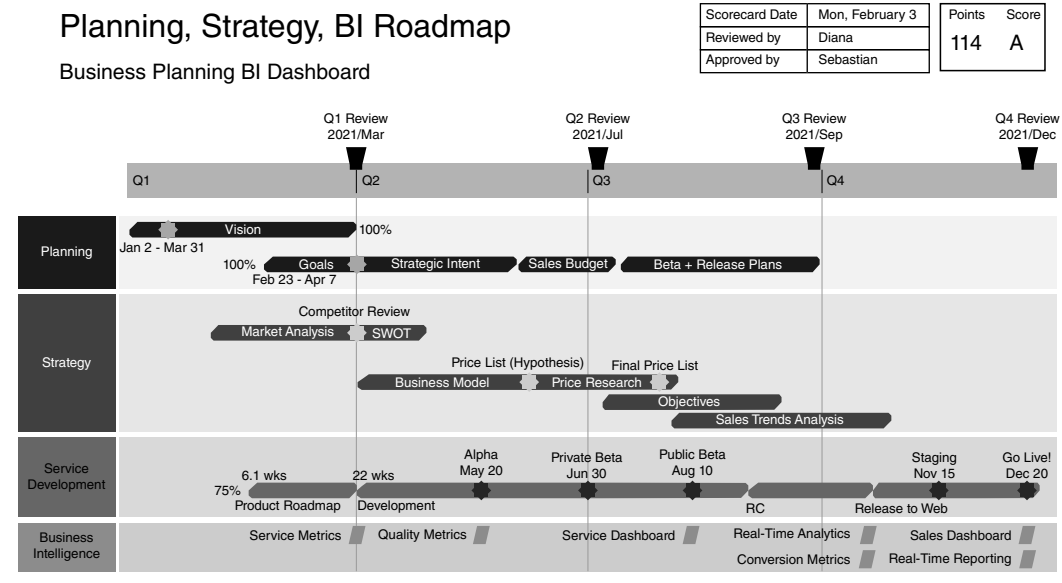 Planning, Strategy, BI Roadmap
Business Planning BI Dashboard
Scorecard Date Mon, February 3
Reviewed by Diana
Approved by Sebastian
Points Score
114 A
Q1 Review
2021/Mar
Q2 Review
2021/Jul
Q3 Review
2021/Sep
Q4 Review
2021/Dec
Q1 Q2 Q3 Q4
Planning
Vision 100%
Jan 2 - Mar 31
100% Goals Strategic Intent Sales Budget Beta + Release Plans
Feb 23 - Apr 7
Strategy
Competitor Review
Market Analysis SWOT
Price List (Hypothesis) Final Price List
Business Model Price Research
Objectives
Sales Trends Analysis
Service
Development
Alpha
May 20
Private Beta
Jun 30
Public Beta
Aug 10
Staging
Nov 15
Go Live!
Dec 20
6.1 wks 22 wks
75%
Product Roadmap Development RC Release to Web
Business
Intelligence
Service Metrics Quality Metrics Service Dashboard Real-Time Analytics Sales Dashboard
Conversion Metrics Real-Time Reporting